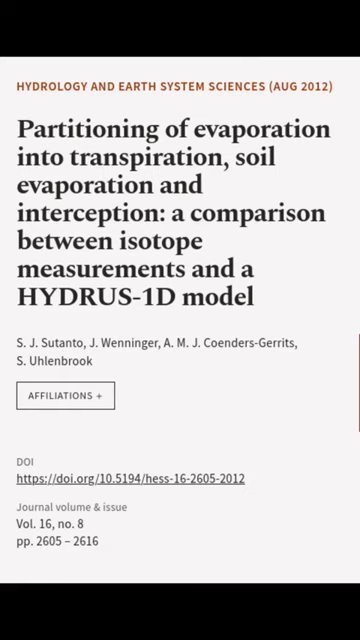 HYDROLOGY AND EARTH SYSTEM SCIENCES (AUG 2012)
Partitioning of evaporation
into transpiration, soil
evaporation and
interception: a comparison
between isotope
measurements and a
HYDRUS-1D model
S. J. Sutanto, J. Wenninger, A. M. J. Coenders-Gerrits,
S. Uhlenbrook
AFFILIATIONS +
DOI
https://doi.org/10.5194/hess-16-2605-2012
Journal volume & issue
Vol. 16, no. 8
pp. 2605 – 2616